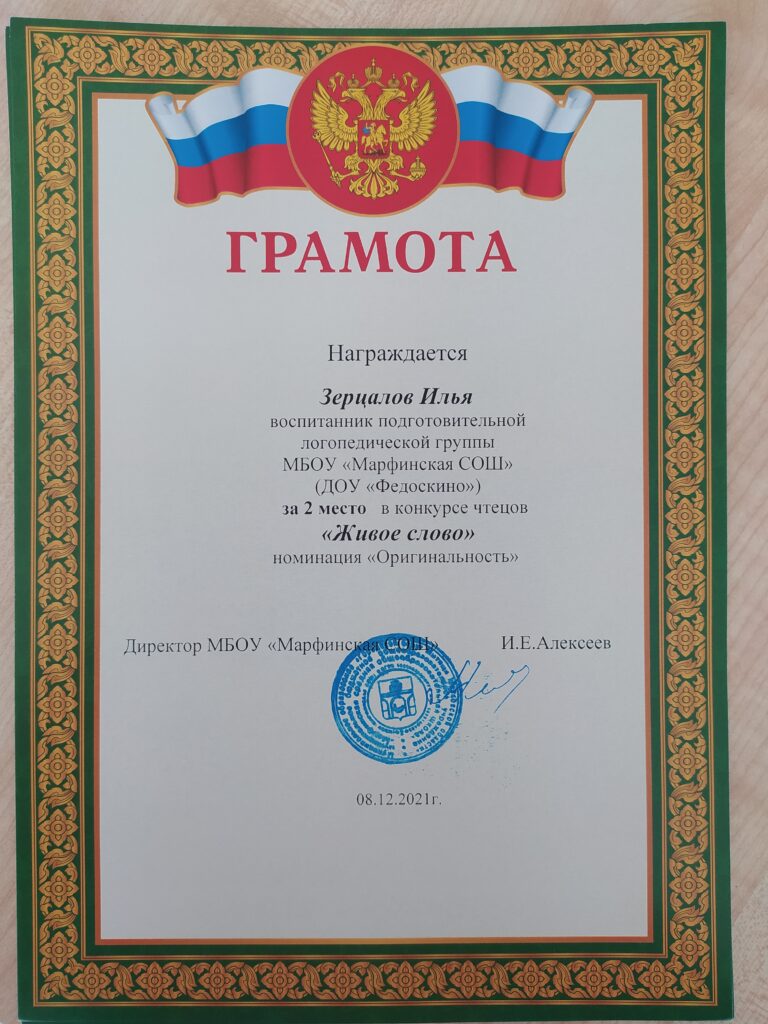 ГРАМОТА
Награждается
Зерцалов Илья
воспитанник подготовительной
логопедической группы
МБОУ «Марфинская СОШ»
(ДОУ «Федоскино»)
за 2 место в конкурсе чтецов
«Живое слово»
номинация «Оригинальность»
Директор МБОУ «Марфинская СОШ» И.Е.Алексеев
08.12.2021г.